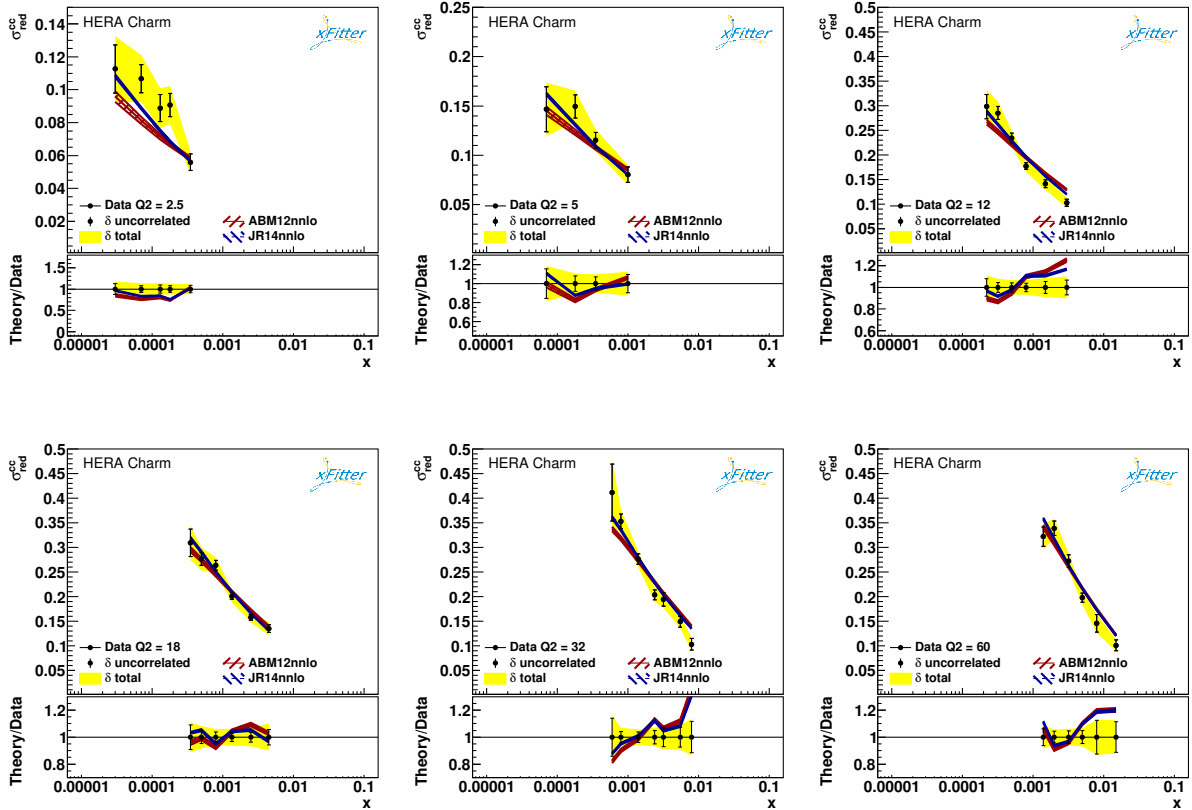 σ^cc_red
HERA Charm
xFitter
0.14
0.12
0.1
0.08
0.06
0.04
0.02
Data Q2 = 2.5
δ uncorrelated
δ total
ABM12nnlo
JR14nnlo
Theory/Data
1.5
1
0.5
0
0.00001 0.0001 0.001 0.01 0.1
x
σ^cc_red
HERA Charm
xFitter
0.25
0.2
0.15
0.1
0.05
0
Data Q2 = 5
δ uncorrelated
δ total
ABM12nnlo
JR14nnlo
Theory/Data
1.2
1
0.8
0.6
0.00001 0.0001 0.001 0.01 0.1
x
σ^cc_red
HERA Charm
xFitter
0.5
0.45
0.4
0.35
0.3
0.25
0.2
0.15
0.1
0.05
0
Data Q2 = 12
δ uncorrelated
δ total
ABM12nnlo
JR14nnlo
Theory/Data
1.2
1
0.8
0.6
0.00001 0.0001 0.001 0.01 0.1
x
σ^cc_red
HERA Charm
xFitter
0.5
0.45
0.4
0.35
0.3
0.25
0.2
0.15
0.1
0.05
Data Q2 = 18
δ uncorrelated
δ total
ABM12nnlo
JR14nnlo
Theory/Data
1.2
1
0.8
0.00001 0.0001 0.001 0.01 0.1
x
σ^cc_red
HERA Charm
xFitter
0.5
0.45
0.4
0.35
0.3
0.25
0.2
0.15
0.1
0.05
Data Q2 = 32
δ uncorrelated
δ total
ABM12nnlo
JR14nnlo
Theory/Data
1.2
1
0.8
0.00001 0.0001 0.001 0.01 0.1
x
σ^cc_red
HERA Charm
xFitter
0.5
0.45
0.4
0.35
0.3
0.25
0.2
0.15
0.1
0.05
Data Q2 = 60
δ uncorrelated
δ total
ABM12nnlo
JR14nnlo
Theory/Data
1.2
1
0.8
0.00001 0.0001 0.001 0.01 0.1
x